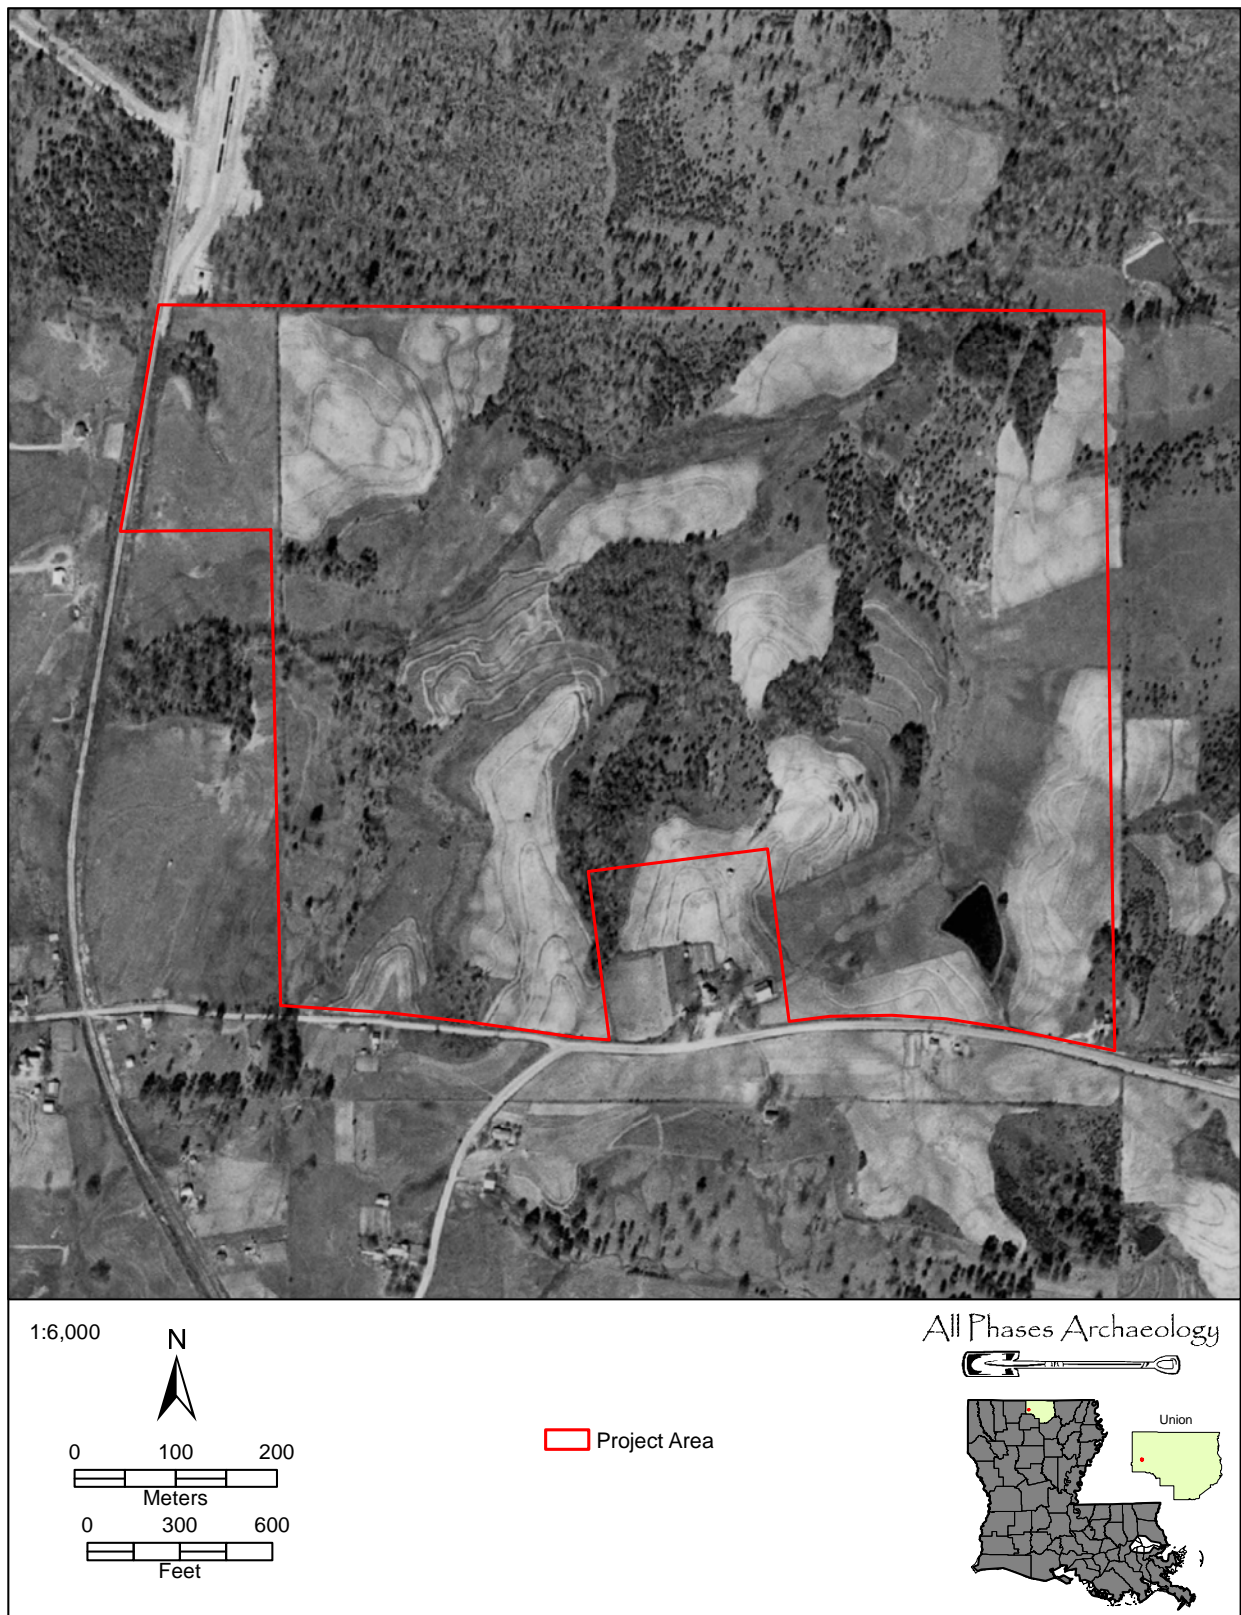 1:6,000
N
0 100 200
Meters
0 300 600
Feet
Project Area
All Phases Archaeology
Union